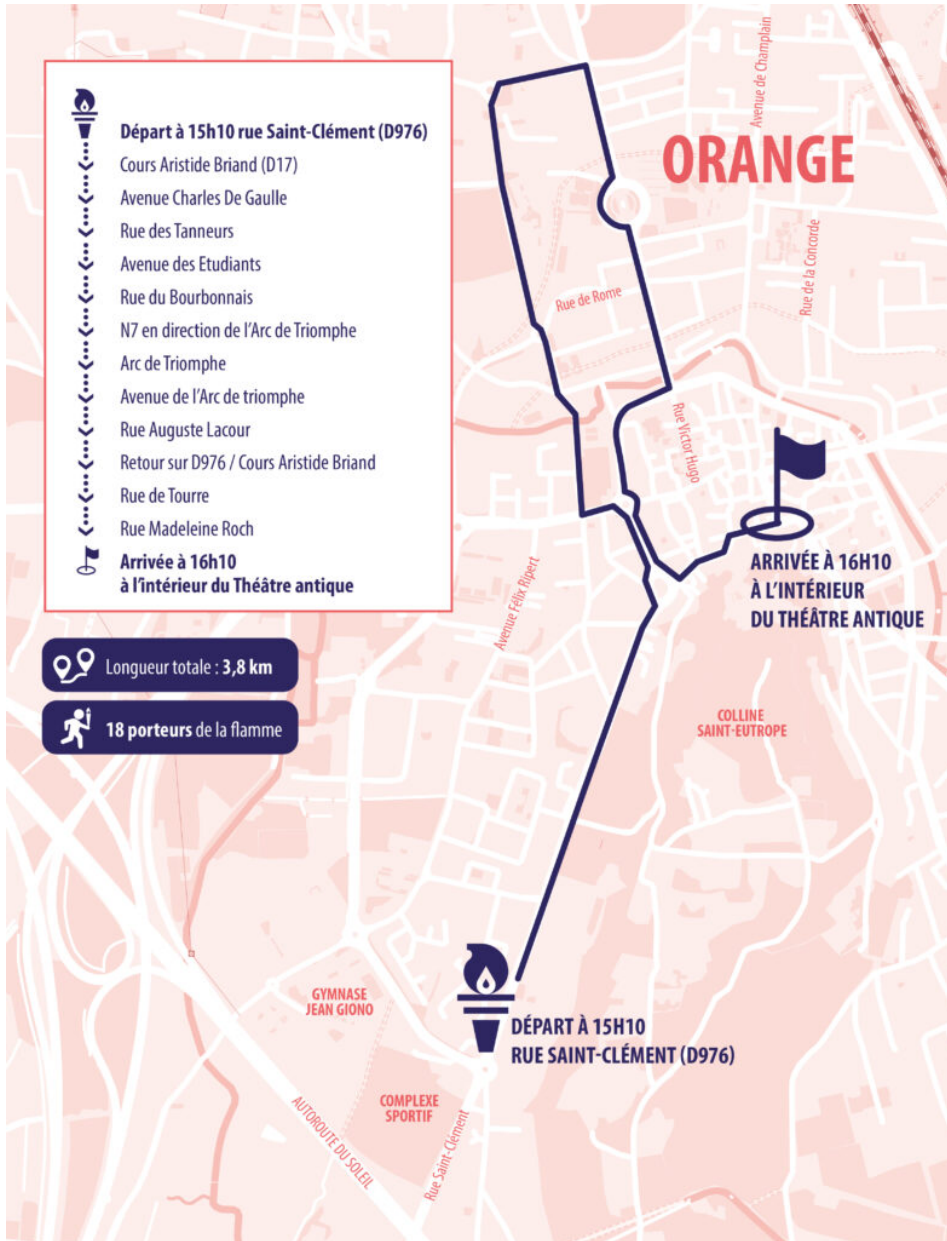 Départ à 15h10 rue Saint-Clément (D976)
Cours Aristide Briand (D17)
Avenue Charles De Gaulle
Rue des Tanneurs
Avenue des Etudiants
Rue du Bourbonnais
N7 en direction de l'Arc de Triomphe
Arc de Triomphe
Avenue de l'Arc de triomphe
Rue Auguste Lacour
Retour sur D976 / Cours Aristide Briand
Rue de Tourre
Rue Madeleine Roch
Arrivée à 16h10
à l'intérieur du Théâtre antique
Longueur totale : 3,8 km
18 porteurs de la flamme
Avenue de Champlain
ORANGE
Rue de la Concorde
Rue de Rome
Rue Victor Hugo
ARRIVÉE À 16H10
À L'INTÉRIEUR
DU THÉÂTRE ANTIQUE
Avenue Félix Ripert
COLLINE
SAINT-EUTROPE
GYMNASE
JEAN GIONO
DÉPART À 15H10
RUE SAINT-CLÉMENT (D976)
COMPLEXE
SPORTIF
AUTOROUTE DU SOLEIL
Rue Saint-Clément